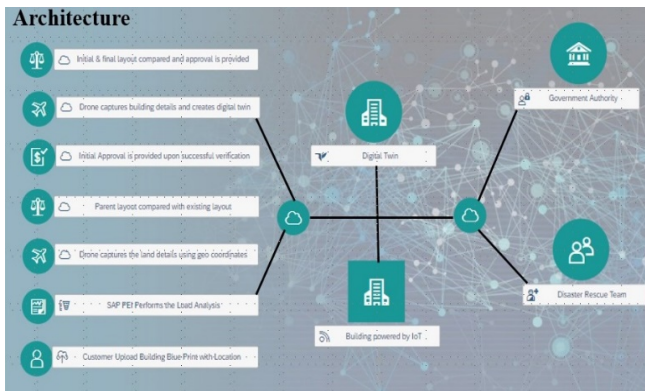 Architecture
Initial & final layout compared and approval is provided
Drone captures building details and creates digital twin
Initial Approval is provided upon successful verification
Parent layout compared with existing layout
Drone captures the land details using geo coordinates
SAP PEI Performs the Load Analysis
Customer Upload Building Blue-Print with Location
Digital Twin
Building powered by IoT
Government Authority
Disaster Rescue Team